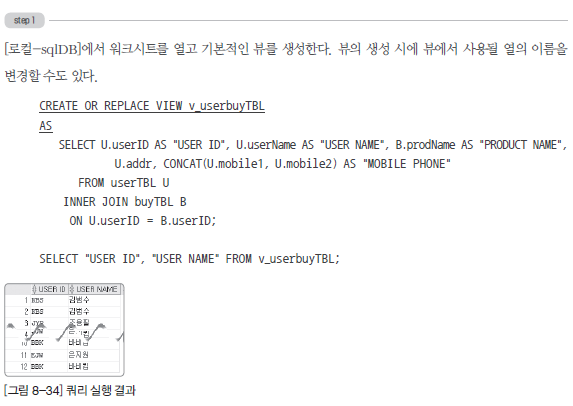 step 1
[로컬-sqlDB]에서 워크시트를 열고 기본적인 뷰를 생성한다. 뷰의 생성 시에 뷰에서 사용될 열의 이름을
변경할 수도 있다.
CREATE OR REPLACE VIEW v_userbuyTBL
AS
SELECT U.userID AS "USER ID", U.userName AS "USER NAME", B.prodName AS "PRODUCT NAME",
U.addr, CONCAT(U.mobile1, U.mobile2) AS "MOBILE PHONE"
FROM userTBL U
INNER JOIN buyTBL B
ON U.userID = B.userID;
SELECT "USER ID", "USER NAME" FROM v_userbuyTBL;
USER ID USER NAME
1 KBS 김범수
2 KBS 김범수
3 JYP 조용필
4
10 BBK 바비킴
11 EJW 은지원
12 BBK 바비킴
[그림 8-34] 쿼리 실행 결과